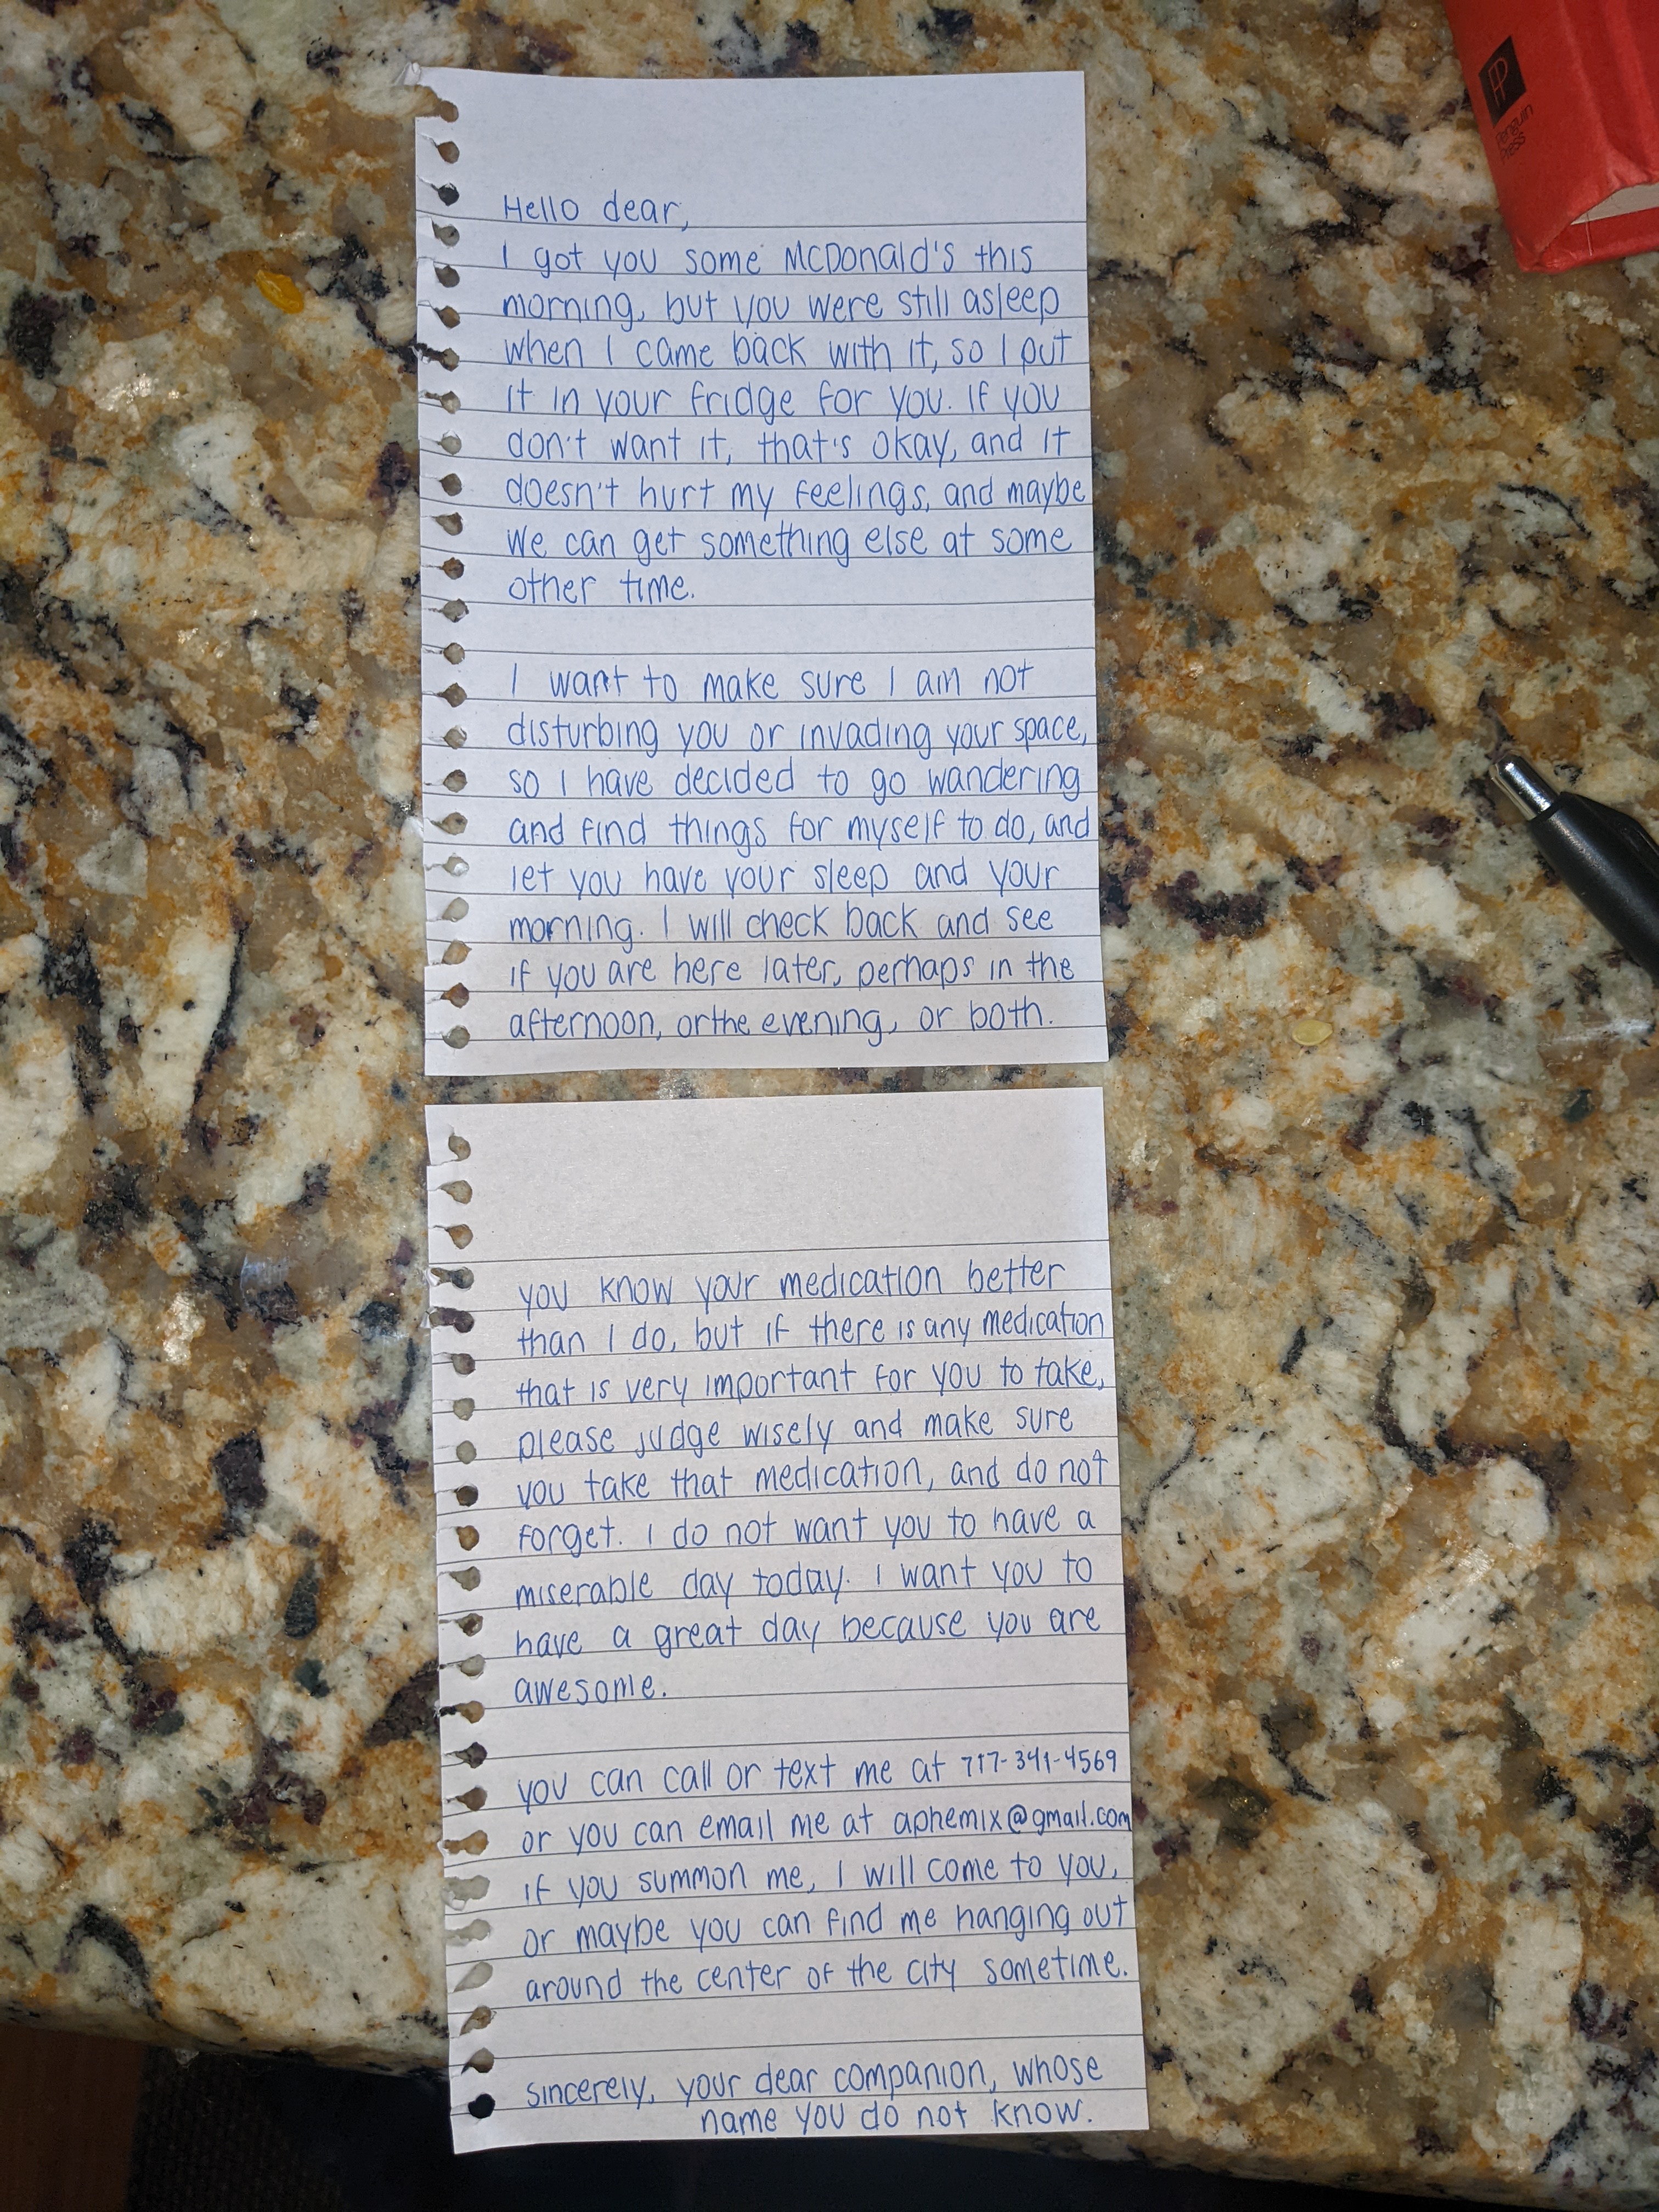 Penguin
Press
Hello dear,
I got you some McDonald's this
morning, but you were still asleep
when I came back with it, so I put
it in your fridge for you. If you
don't want it, that's okay, and it
doesn't hurt my feelings, and maybe
we can get something else at some
other time.
I want to make sure I am not
disturbing you or invading your space,
so I have decided to go wandering
and find things for myself to do, and
let you have your sleep and your
morning. I will check back and see
if you are here later, perhaps in the
afternoon, or the evening, or both.
you know your medication better
than I do, but if there is any medication
that is very important for you to take,
please judge wisely and make sure
you take that medication, and do not
forget. I do not want you to have a
miserable day today. I want you to
have a great day because you are
awesome.
you can call or text me at 717-341-4569
or you can email me at aphemix@gmail.com
if you summon me, I will come to you,
or maybe you can find me hanging out
around the center of the city sometime.
sincerely, your dear companion, whose
name you do not know.